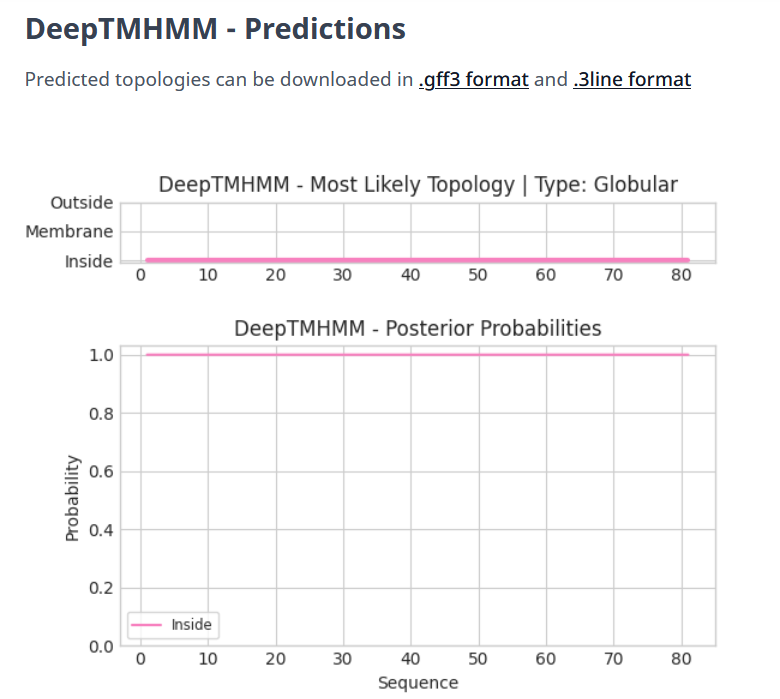 DeepTMHMM - Predictions
Predicted topologies can be downloaded in .gff3 format and .3line format
DeepTMHMM - Most Likely Topology | Type: Globular
Outside
Membrane
Inside
0 10 20 30 40 50 60 70 80
DeepTMHMM - Posterior Probabilities
1.0
0.8
0.6
0.4
0.2
0.0
Probability
Inside
0 10 20 30 40 50 60 70 80
Sequence